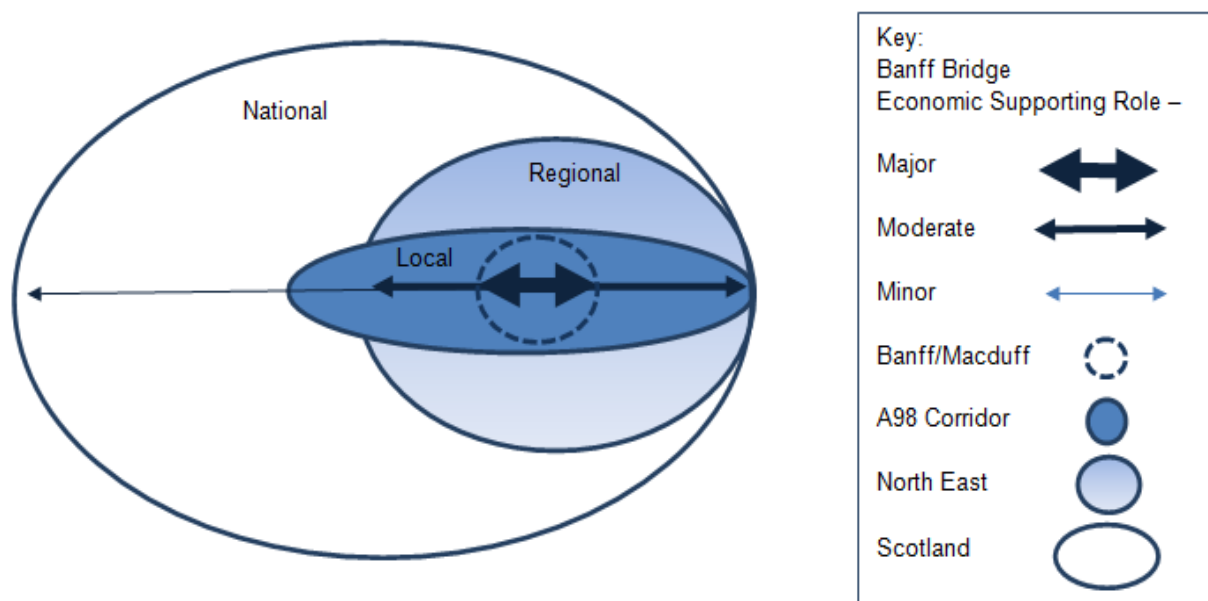 National
Regional
Local
Key:
Banff Bridge
Economic Supporting Role –
Major
Moderate
Minor
Banff/Macduff
A98 Corridor
North East
Scotland